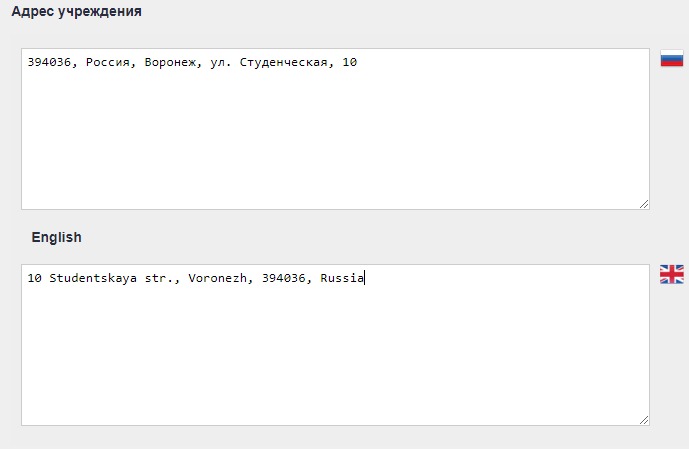 Адрес учреждения
394036, Россия, Воронеж, ул. Студенческая, 10
English
10 Studentskaya str., Voronezh, 394036, Russia